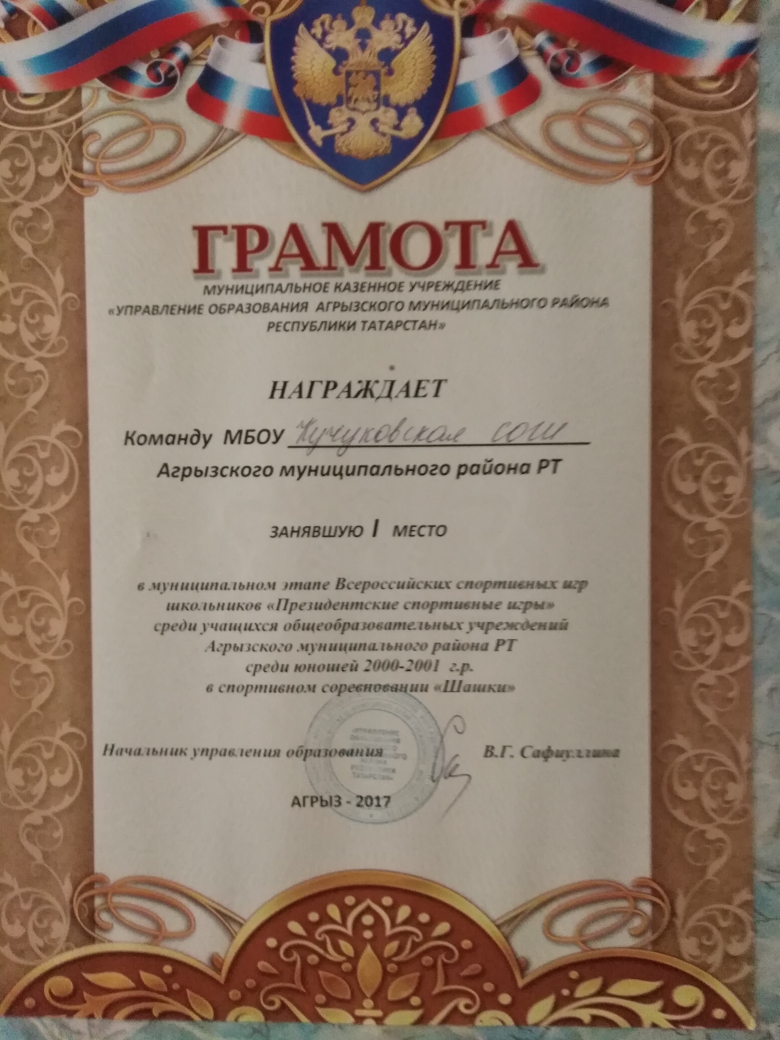 ГРАМОТА
МУНИЦИПАЛЬНОЕ КАЗЕННОЕ УЧРЕЖДЕНИЕ
«УПРАВЛЕНИЕ ОБРАЗОВАНИЯ АГРЫЗСКОГО МУНИЦИПАЛЬНОГО РАЙОНА
РЕСПУБЛИКИ ТАТАРСТАН»
НАГРАЖДАЕТ
Команду МБОУ Кучуковская сош
Агрызского муниципального района РТ
ЗАНЯВШУЮ I МЕСТО
в муниципальном этапе Всероссийских спортивных игр
школьников «Президентские спортивные игры»
среди учащихся общеобразовательных учреждений
Агрызского муниципального района РТ
среди юношей 2000-2001 г.р.
в спортивном соревновании «Шашки»
Начальник управления образования В.Г. Сафиуллина
АГРЫЗ - 2017